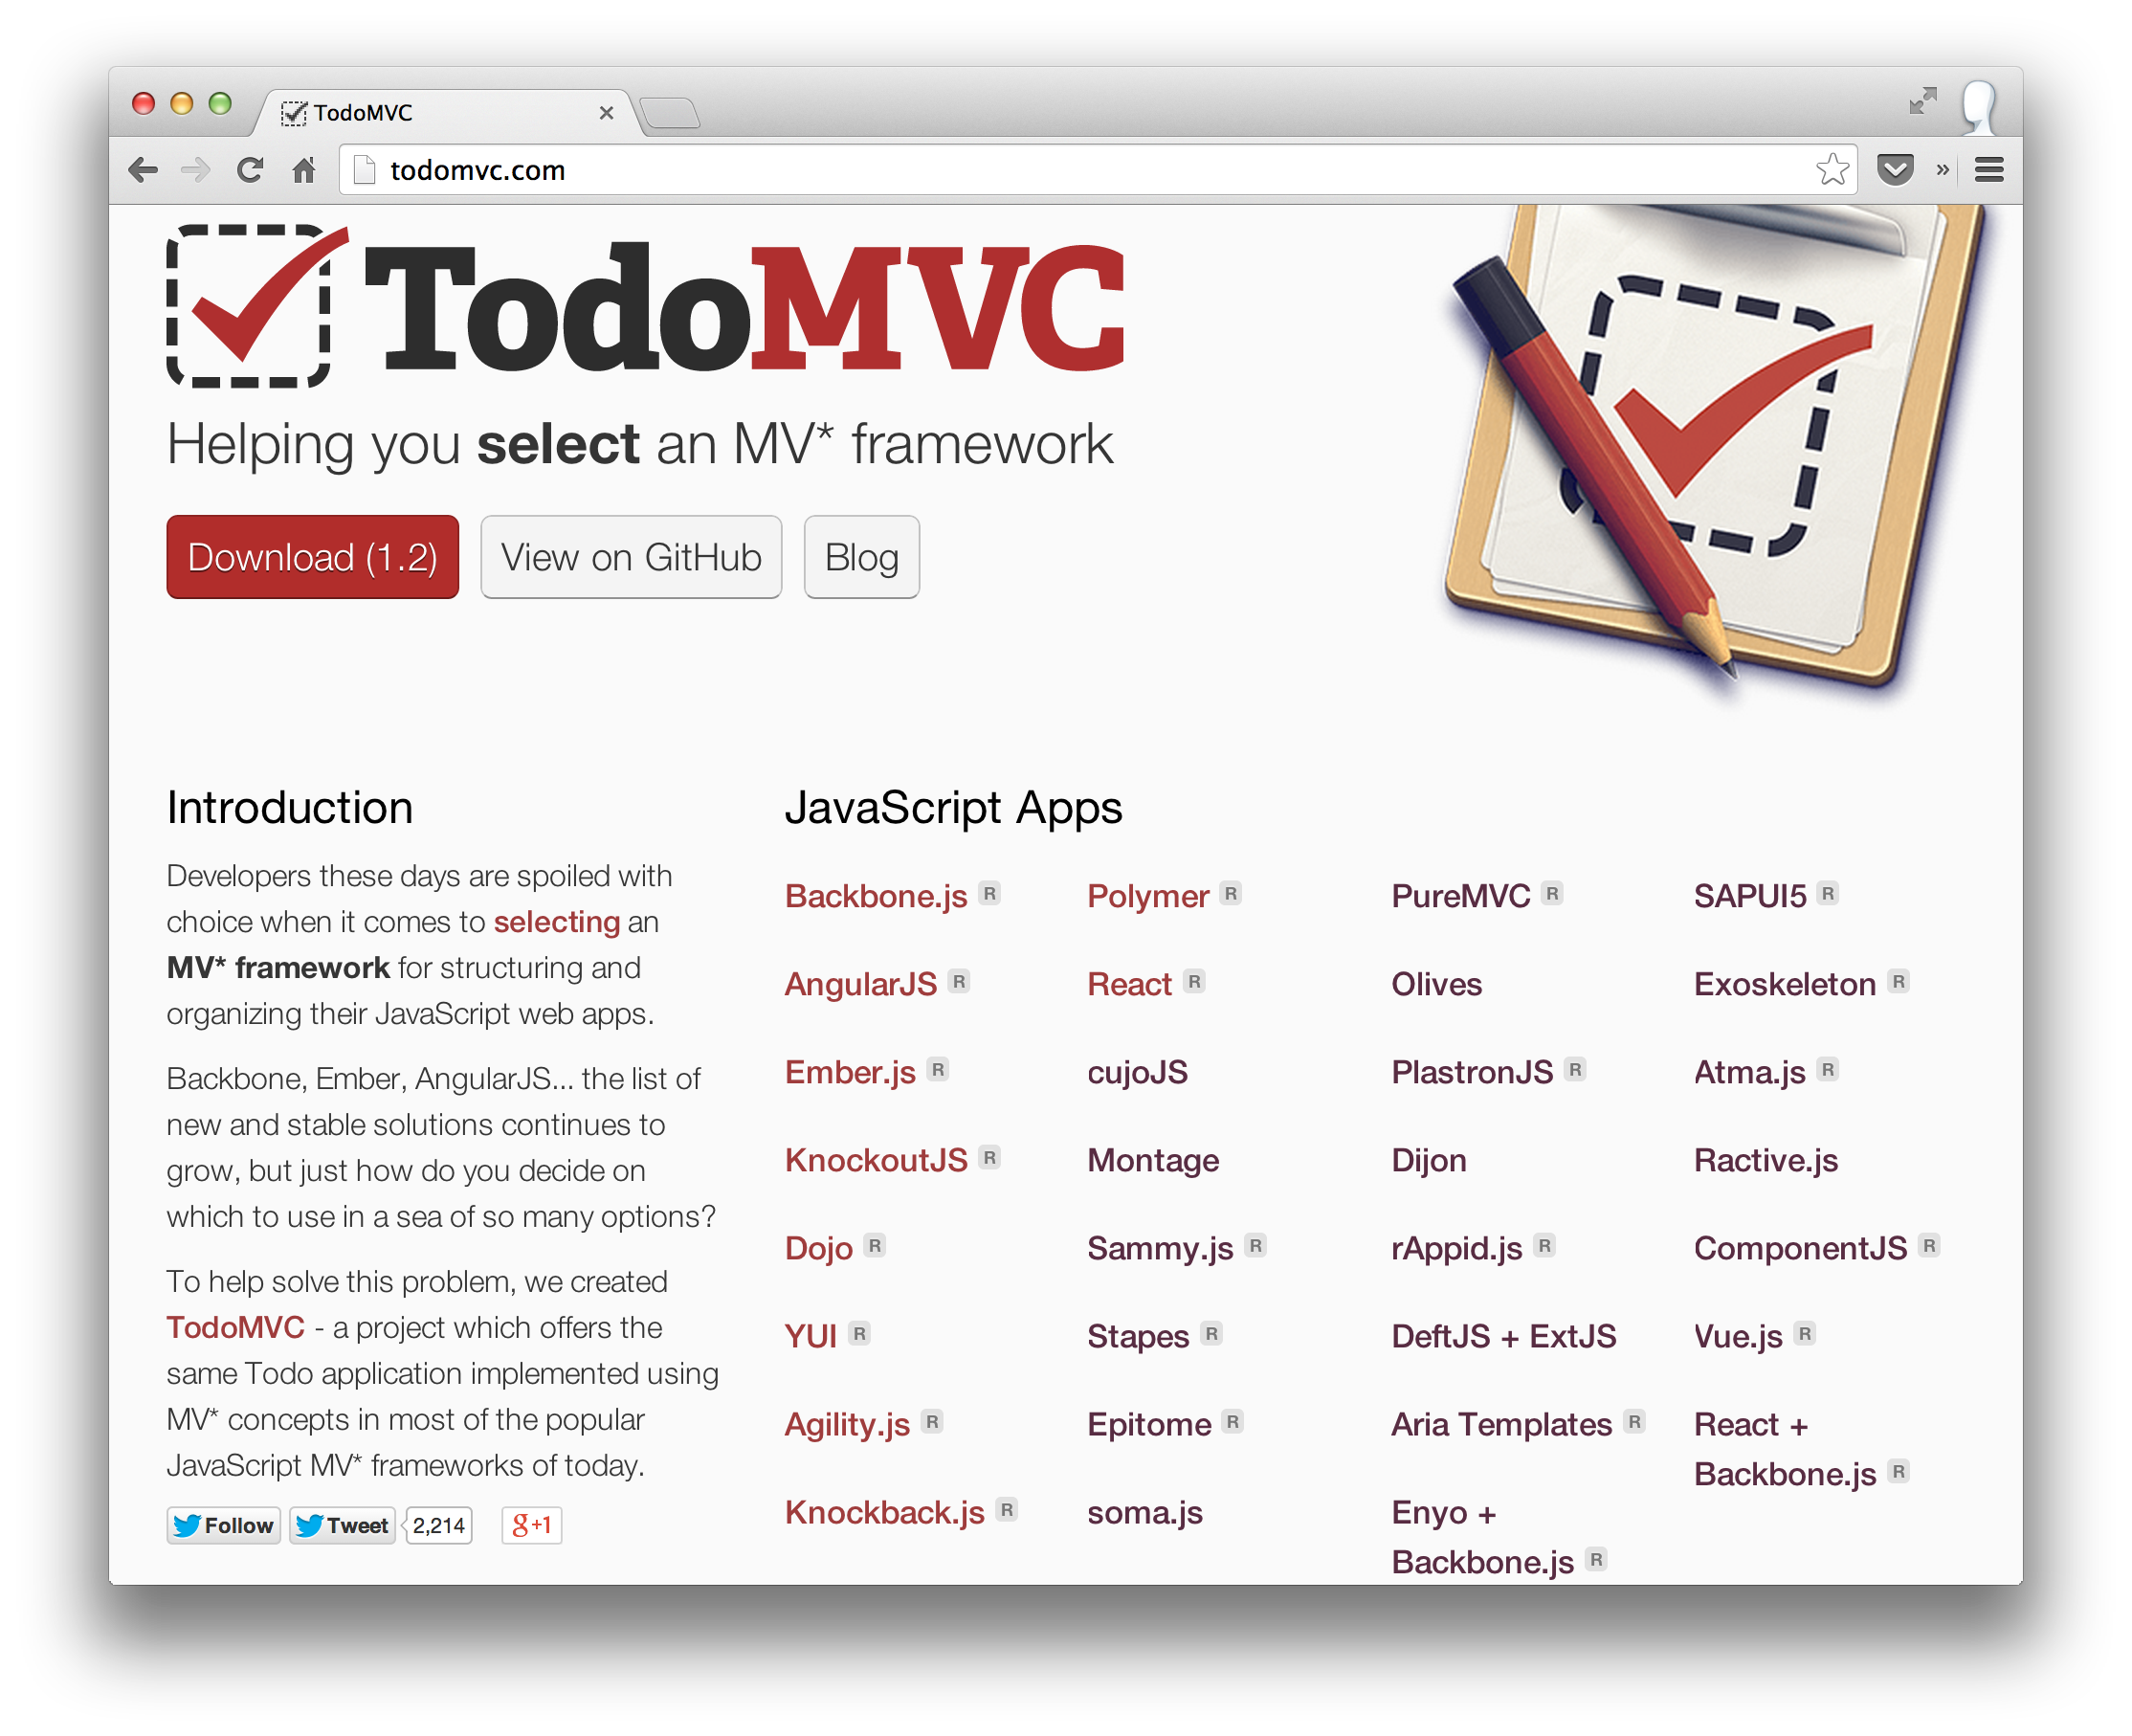 TodoMVC
todomvc.com
TodoMVC
Helping you select an MV* framework
Download (1.2)
View on GitHub
Blog
Introduction
Developers these days are spoiled with
choice when it comes to selecting an
MV* framework for structuring and
organizing their JavaScript web apps.
Backbone, Ember, AngularJS... the list of
new and stable solutions continues to
grow, but just how do you decide on
which to use in a sea of so many options?
To help solve this problem, we created
TodoMVC - a project which offers the
same Todo application implemented using
MV* concepts in most of the popular
JavaScript MV* frameworks of today.
Follow
Tweet
2,214
g+1
JavaScript Apps
Backbone.js R
AngularJS R
Ember.js R
KnockoutJS R
Dojo R
YUI R
Agility.js R
Knockback.js R
Polymer R
React R
cujoJS
Montage
Sammy.js R
Stapes R
Epitome R
soma.js
PureMVC R
Olives
PlastronJS R
Dijon
rAppid.js R
DeftJS + ExtJS
Aria Templates R
Enyo +
Backbone.js R
SAPUI5 R
Exoskeleton R
Atma.js R
Ractive.js
ComponentJS R
Vue.js R
React +
Backbone.js R